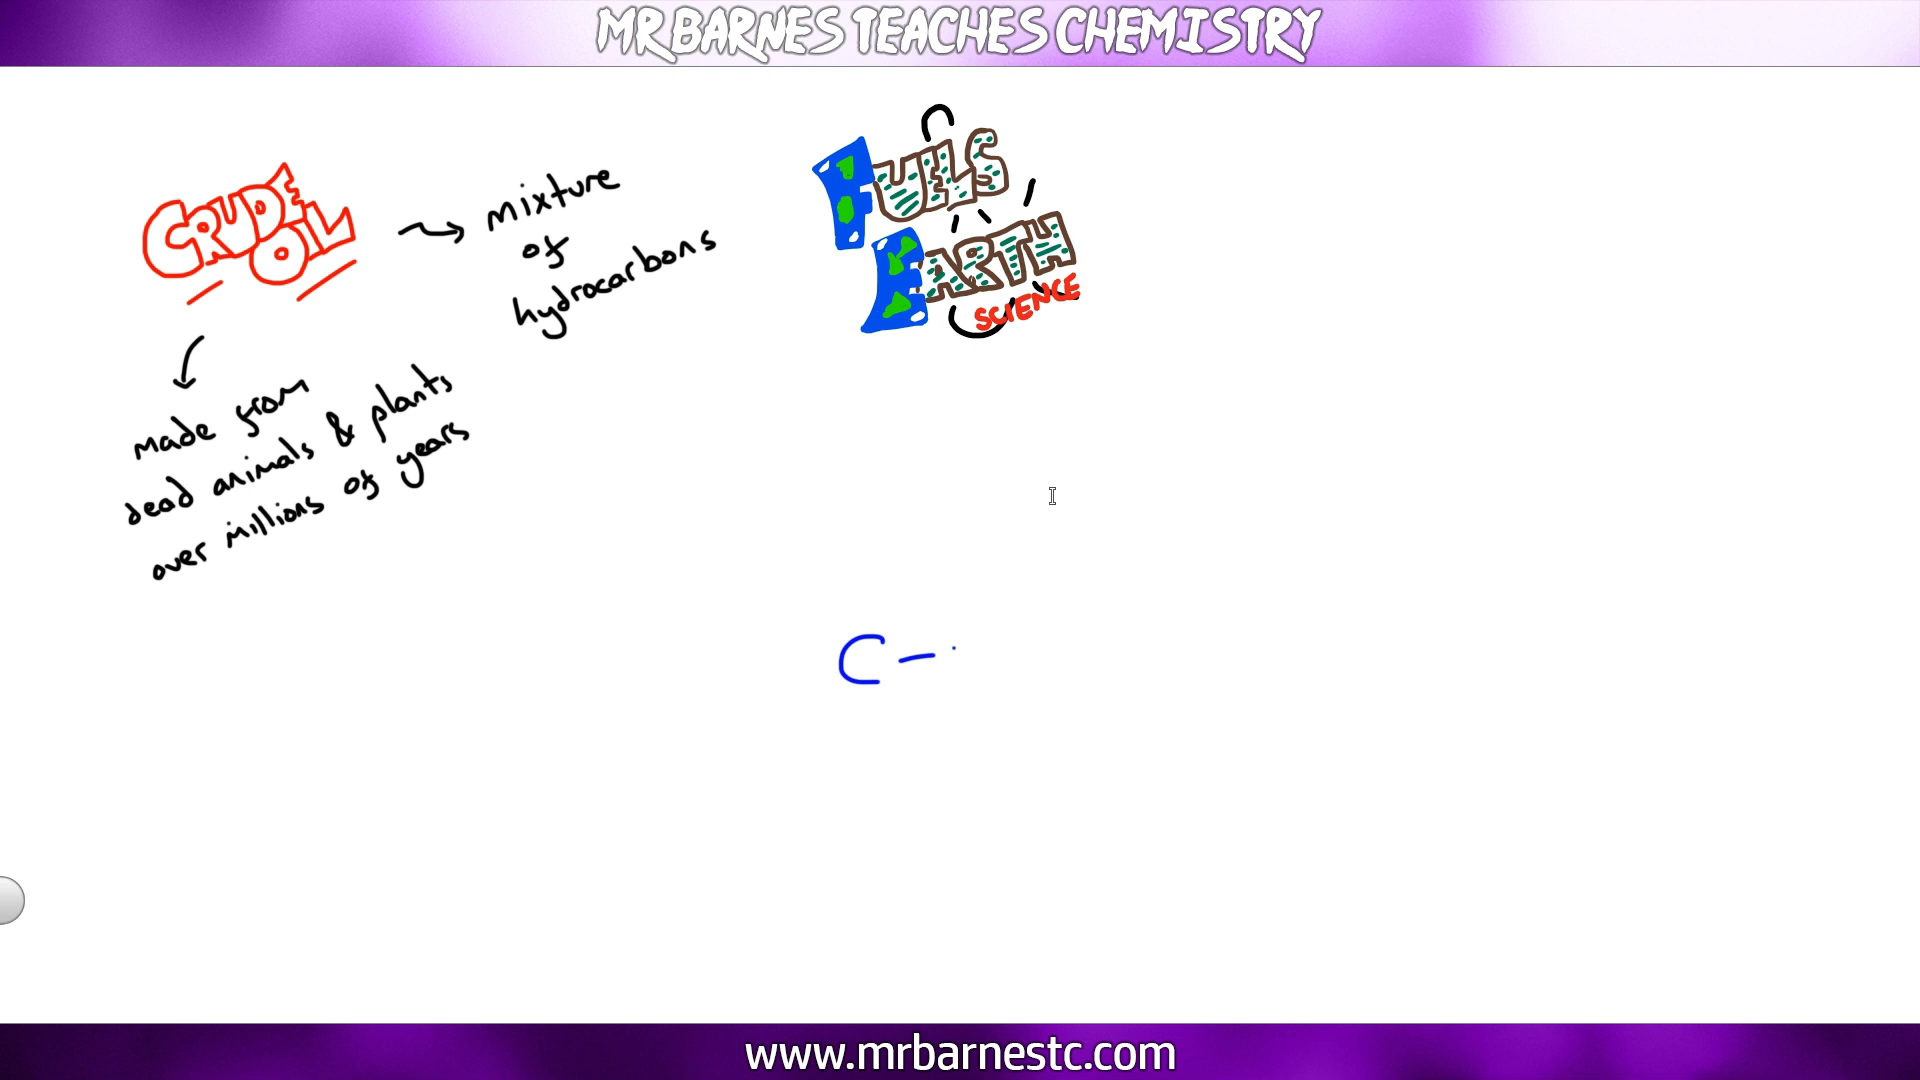 MR BARNES TEACHES CHEMISTRY
CRUDE
OIL
mixture
of
hydrocarbons
made from
dead animals & plants
over millions of years
FUELS
EARTH
SCIENCE
C -
www.mrbarnestc.com